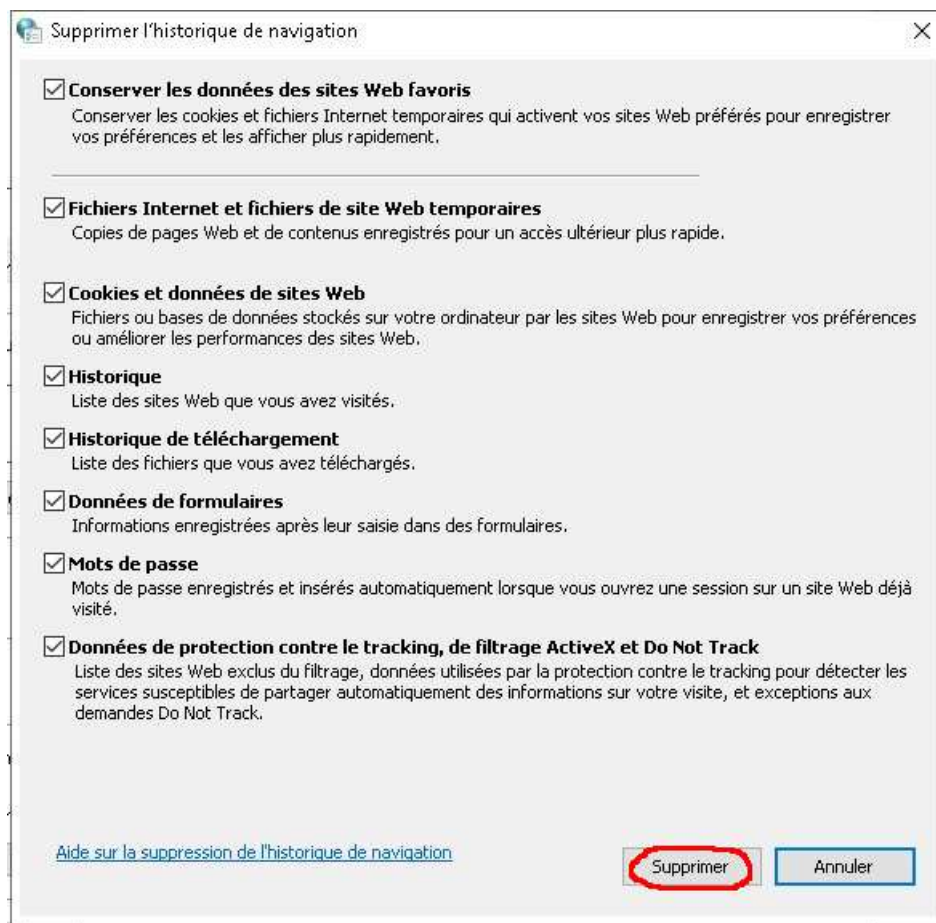 Supprimer l'historique de navigation
Conserver les données des sites Web favoris
Conserver les cookies et fichiers Internet temporaires qui activent vos sites Web préférés pour enregistrer
vos préférences et les afficher plus rapidement.
Fichiers Internet et fichiers de site Web temporaires
Copies de pages Web et de contenus enregistrés pour un accès ultérieur plus rapide.
Cookies et données de sites Web
Fichiers ou bases de données stockés sur votre ordinateur par les sites Web pour enregistrer vos préférences
ou améliorer les performances des sites Web.
Historique
Liste des sites Web que vous avez visités.
Historique de téléchargement
Liste des fichiers que vous avez téléchargés.
Données de formulaires
Informations enregistrées après leur saisie dans des formulaires.
Mots de passe
Mots de passe enregistrés et insérés automatiquement lorsque vous ouvrez une session sur un site Web déjà
visité.
Données de protection contre le tracking, de filtrage ActiveX et Do Not Track
Liste des sites Web exclus du filtrage, données utilisées par la protection contre le tracking pour détecter les
services susceptibles de partager automatiquement des informations sur votre visite, et exceptions aux
demandes Do Not Track.
Aide sur la suppression de l'historique de navigation
Supprimer
Annuler